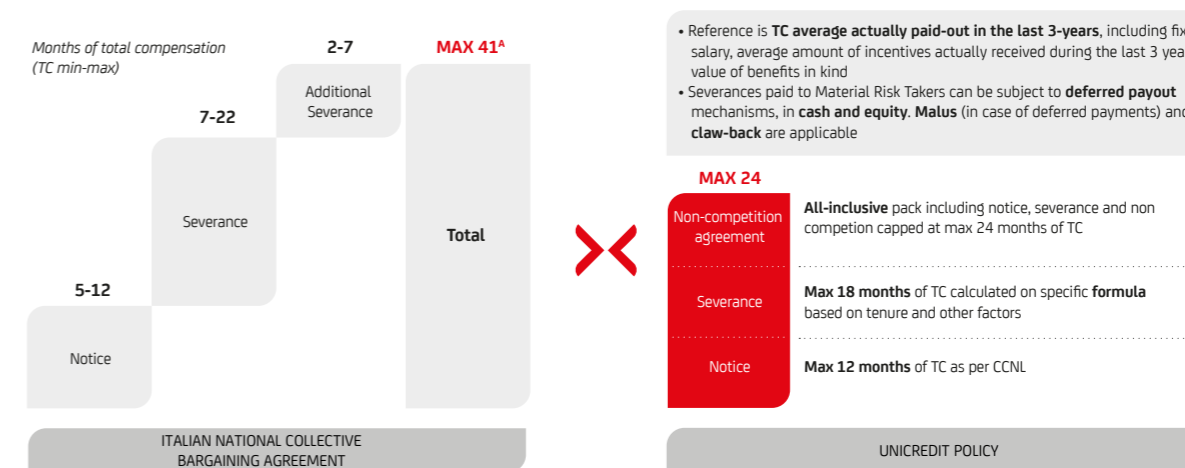 Months of total compensation
(TC min-max)
2-7
MAX 41ᴬ
Additional
Severance
7-22
Severance
Total
5-12
Notice
ITALIAN NATIONAL COLLECTIVE
BARGAINING AGREEMENT
• Reference is TC average actually paid-out in the last 3-years, including
salary, average amount of incentives actually received during the last 3
value of benefits in kind
• Severances paid to Material Risk Takers can be subject to deferred payout
mechanisms, in cash and equity. Malus (in case of deferred payments)
claw-back are applicable
MAX 24
Non-competition
agreement
All-inclusive pack including notice, severance and non
competion capped at max 24 months of TC
Severance
Max 18 months of TC calculated on specific formula
based on tenure and other factors
Notice
Max 12 months of TC as per CCNL
UNICREDIT POLICY